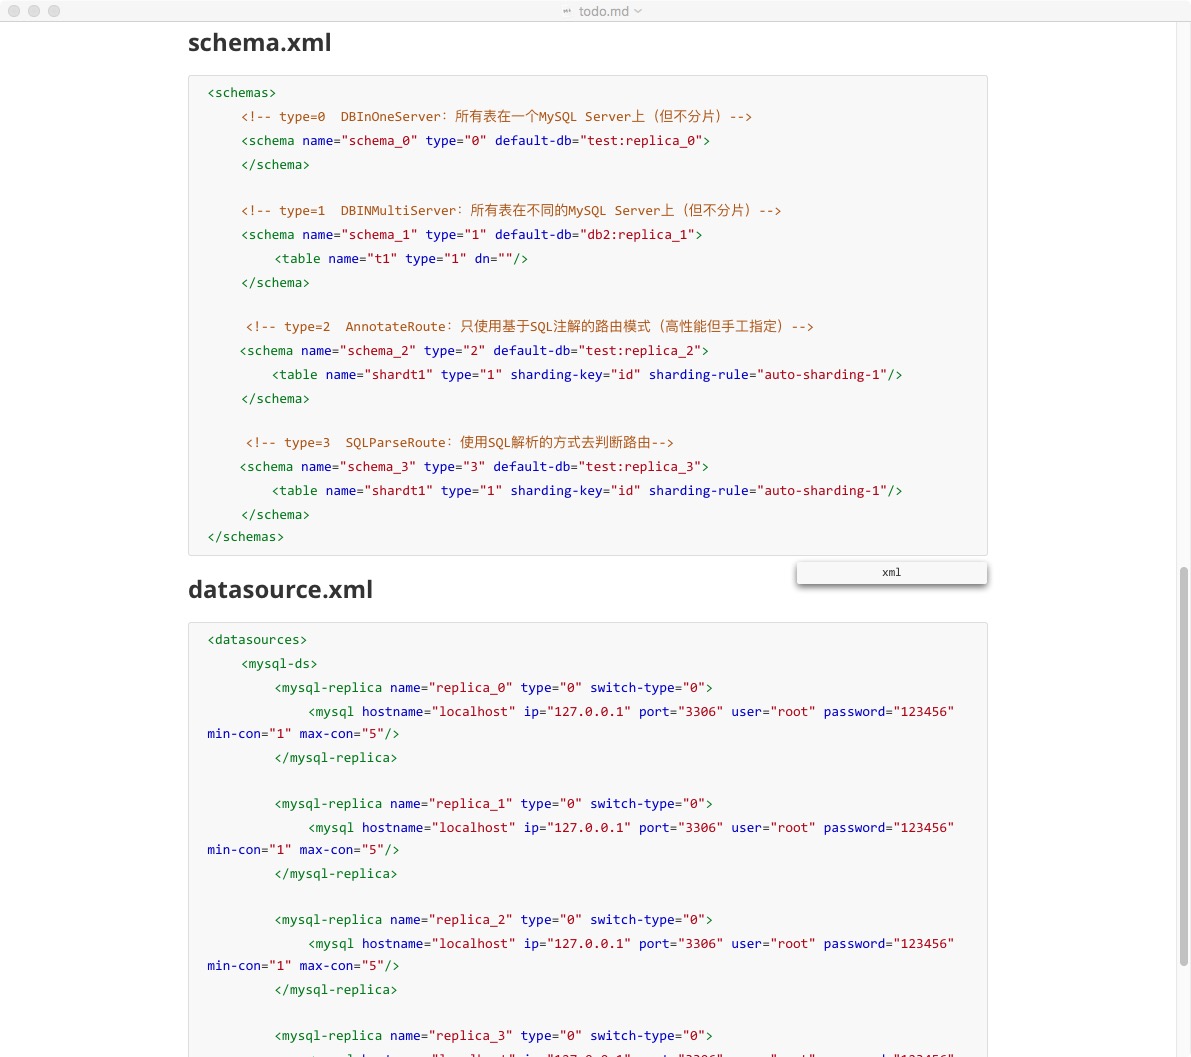 todo.md
schema.xml
<schemas>
<!-- type=0  DBInOneServer：所有表在一个MySQL Server上（但不分片）-->
<schema name="schema_0" type="0" default-db="test:replica_0">
</schema>
<!-- type=1  DBINMultiServer：所有表在不同的MySQL Server上（但不分片）-->
<schema name="schema_1" type="1" default-db="db2:replica_1">
<table name="t1" type="1" dn=""/>
</schema>
<!-- type=2  AnnotateRoute：只使用基于SQL注解的路由模式（高性能但手工指定）-->
<schema name="schema_2" type="2" default-db="test:replica_2">
<table name="shardt1" type="1" sharding-key="id" sharding-rule="auto-sharding-1"/>
</schema>
<!-- type=3  SQLParseRoute：使用SQL解析的方式去判断路由-->
<schema name="schema_3" type="3" default-db="test:replica_3">
<table name="shardt1" type="1" sharding-key="id" sharding-rule="auto-sharding-1"/>
</schema>
</schemas>
xml
datasource.xml
<datasources>
<mysql-ds>
<mysql-replica name="replica_0" type="0" switch-type="0">
<mysql hostname="localhost" ip="127.0.0.1" port="3306" user="root" password="123456"
min-con="1" max-con="5"/>
</mysql-replica>
<mysql-replica name="replica_1" type="0" switch-type="0">
<mysql hostname="localhost" ip="127.0.0.1" port="3306" user="root" password="123456"
min-con="1" max-con="5"/>
</mysql-replica>
<mysql-replica name="replica_2" type="0" switch-type="0">
<mysql hostname="localhost" ip="127.0.0.1" port="3306" user="root" password="123456"
min-con="1" max-con="5"/>
</mysql-replica>
<mysql-replica name="replica_3" type="0" switch-type="0">